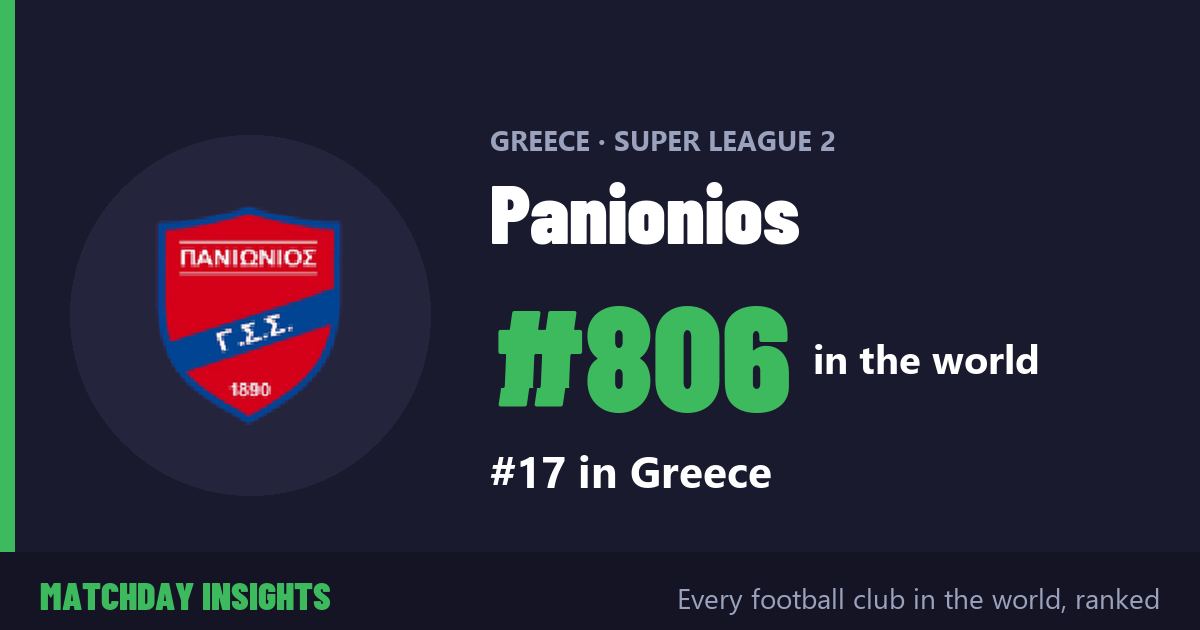 GREECE · SUPER LEAGUE 2
Panionios
ΠΑΝΙΩΝΙΟΣ
Γ.Σ.Σ.
1890
#806 in the world
#17 in Greece
MATCHDAY INSIGHTS
Every football club in the world, ranked